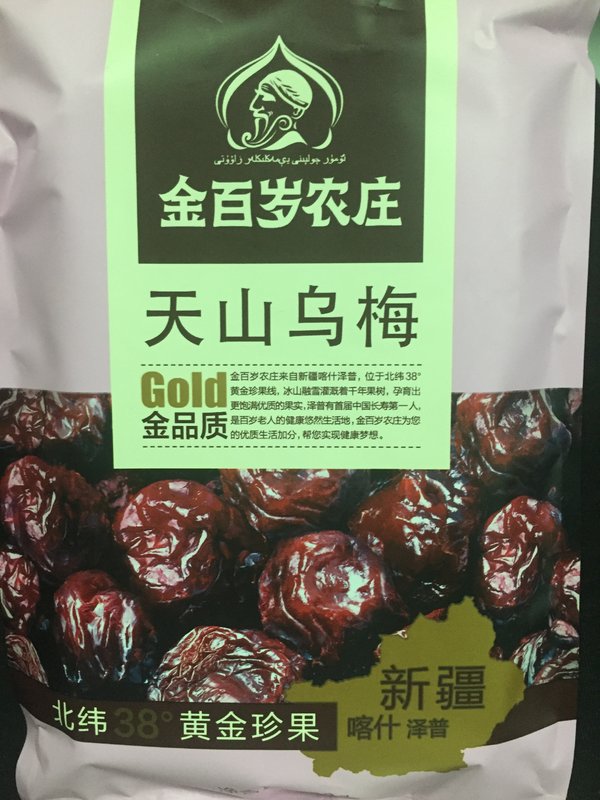 ئۆمۈر جولىنى يېمەكلىكلەر زاۋۇتى
金百岁农庄
天山乌梅
Gold
金品质
金百岁农庄来自新疆喀什泽普，位于北纬38°
黄金珍果线，冰山融雪灌溉着千年果树，孕育出
更饱满优质的果实，泽普有首届中国长寿第一人，
是百岁老人的健康悠然生活地，金百岁农庄为您
的优质生活加分，帮您实现健康梦想。
新疆
喀什 泽普
北纬38°黄金珍果